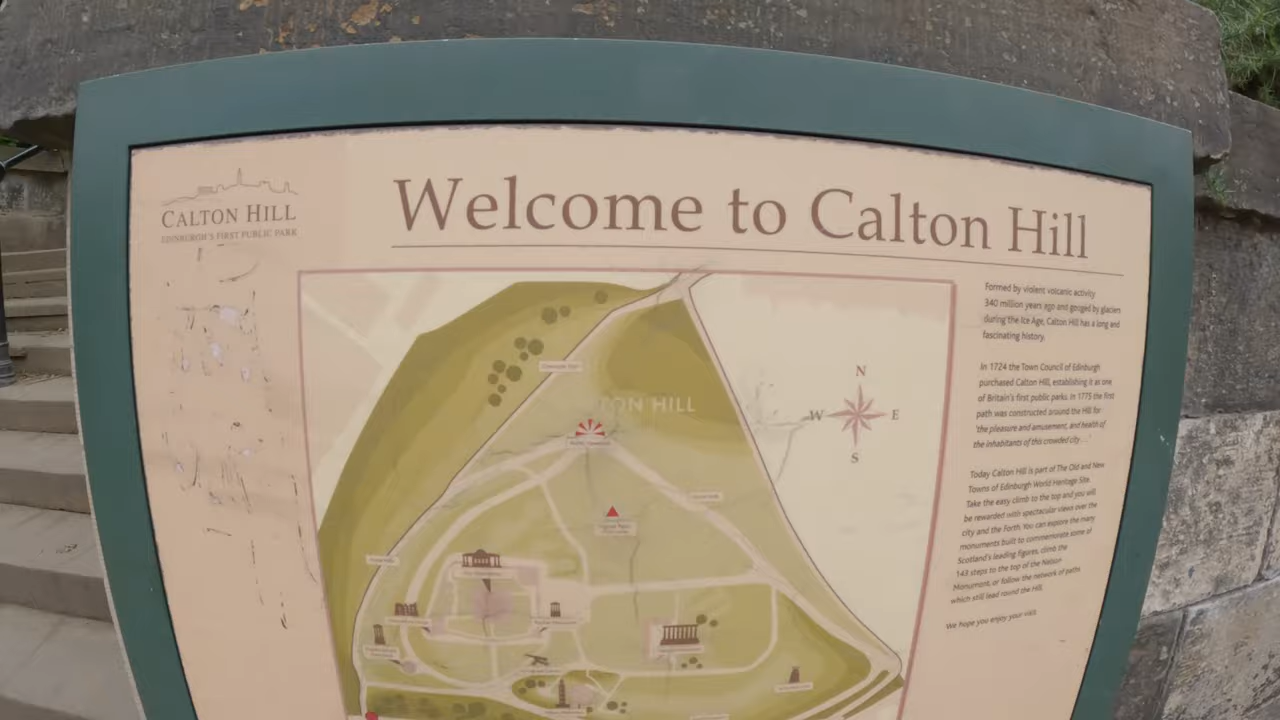 CALTON HILL
EDINBURGH'S FIRST PUBLIC PARK
Welcome to Calton Hill
Formed by violent volcanic activity
340 million years ago and gouged by glaciers
during the Ice Age, Calton Hill has a long and
fascinating history.
In 1724 the Town Council of Edinburgh
purchased Calton Hill, establishing it as one
of Britain's first public parks. In 1775 the first
path was constructed around the Hill for
'the pleasure and amusement, and health of
the inhabitants of this crowded city . . .'
Today Calton Hill is part of The Old and New
Towns of Edinburgh World Heritage Site.
Take the easy climb to the top and you will
be rewarded with spectacular views over the
city and the Forth. You can explore the many
monuments built to commemorate some of
Scotland's leading figures, climb the
143 steps to the top of the Nelson
Monument, or follow the network of paths
which still lead round the Hill.
We hope you enjoy your visit.
N
W E
S
TON HILL